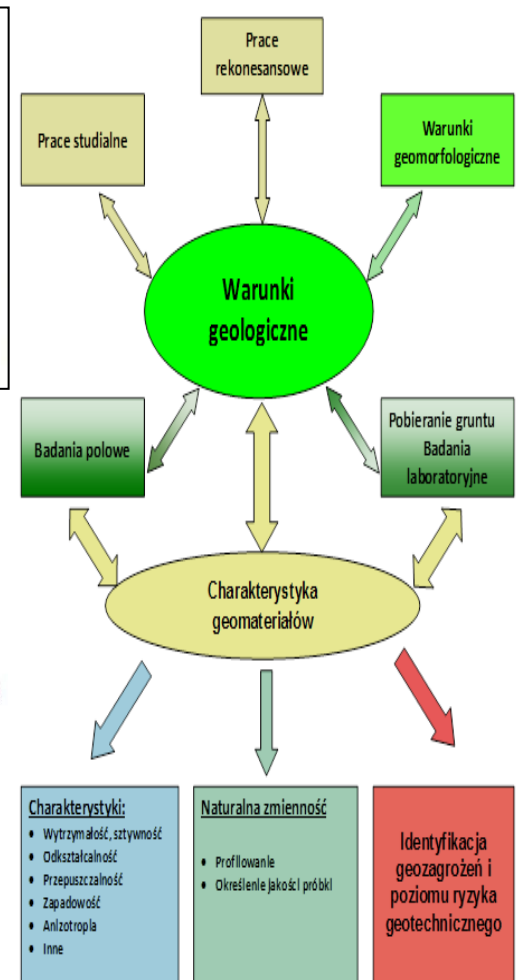 Prace
rekonesansowe
Prace studialne
Warunki
geomorfologiczne
Warunki
geologiczne
Badania polowe
Pobieranie gruntu
Badania
laboratoryjne
Charakterystyka
geomateriałów
Charakterystyki:
• Wytrzymałość, sztywność
• Odkształcalność
• Przepuszczalność
• Zapadowość
• Anizotropia
• Inne
Naturalna zmienność
• Profilowanie
• Określenie jakości próbki
Identyfikacja
geozagrożeń i
poziomu ryzyka
geotechnicznego